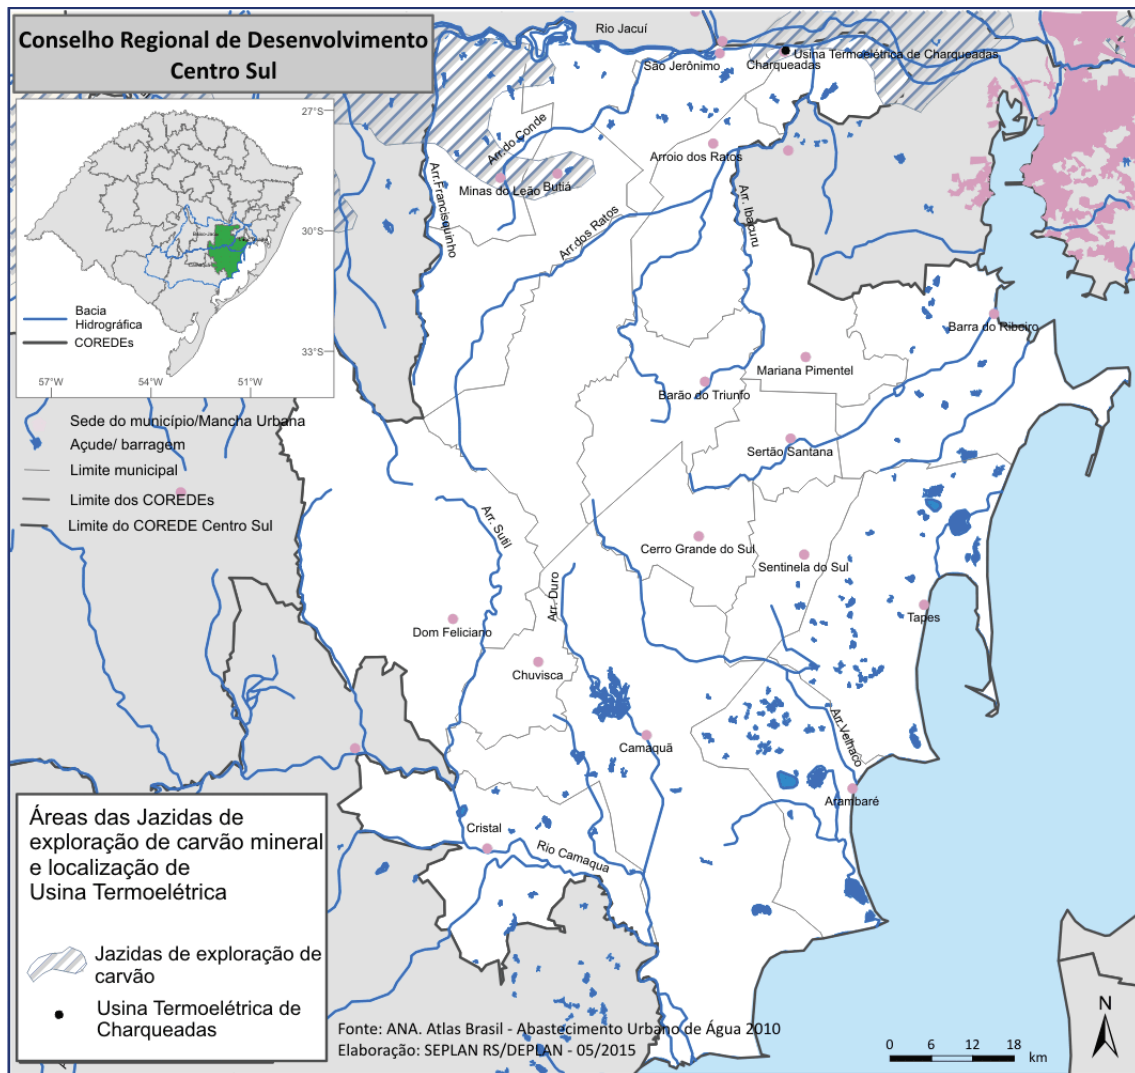 Conselho Regional de Desenvolvimento
Centro Sul
27°S
30°S
33°S
57°W
54°W
51°W
Bacia
Hidrográfica
COREDEs
Sede do município/Mancha Urbana
Açude/ barragem
Limite municipal
Limite dos COREDEs
Limite do COREDE Centro Sul
Rio Jacuí
São Jerônimo
Charqueadas
Usina Termoelétrica de Charqueadas
Arr.do Conde
Arroio dos Ratos
Minas do Leão
Butiá
Arr.Francisquinho
Arr.dos Ratos
Arr. Ibacuru
Barra do Ribeiro
Mariana Pimentel
Barão do Triunfo
Sertão Santana
Arr. Sutil
Cerro Grande do Sul
Sentinela do Sul
Arr. Duro
Tapes
Dom Feliciano
Chuvisca
Camaquã
Arr.Velhaco
Arambaré
Cristal
Rio Camaqua
Áreas das Jazidas de
exploração de carvão mineral
e localização de
Usina Termoelétrica
Jazidas de exploração de
carvão
Usina Termoelétrica de
Charqueadas
Fonte: ANA. Atlas Brasil - Abastecimento Urbano de Água 2010
Elaboração: SEPLAN RS/DEPLAN - 05/2015
N
0 6 12 18
km